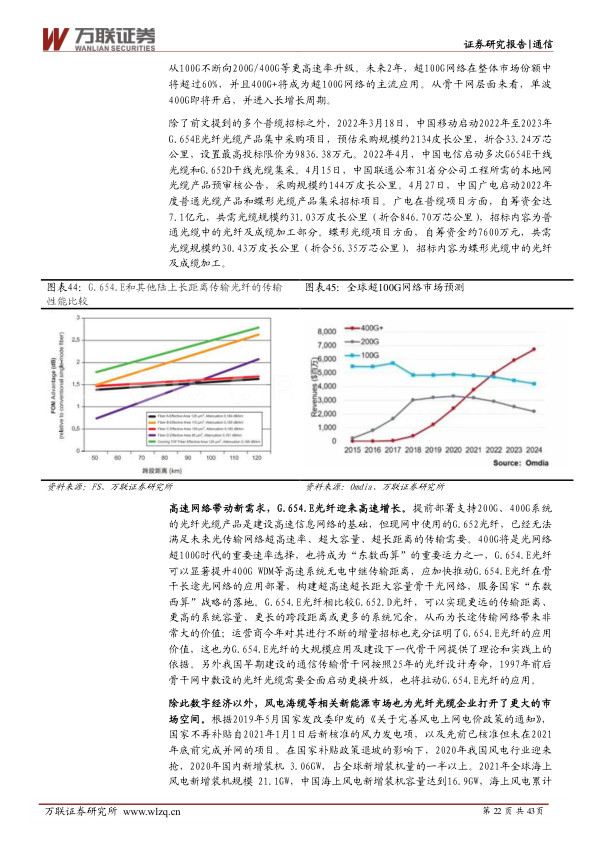 万联证券
WANLIAN SECURITIES
证券研究报告|通信
从100G不断向200G/400G等更高速率升级。未来2年，超100G网络在整体市场份额中
将超过60%，并且400G+将成为超100G网络的主流应用。从骨干网层面来看，单波
400G即将开启，并进入长增长周期。
除了前文提到的多个普缆招标之外，2022年3月18日，中国移动启动2022年至2023年
G.654E光纤光缆产品集中采购项目，预估采购规模约2134皮长公里，折合33.24万芯
公里，设置最高投标限价为9836.38万元。2022年4月，中国电信启动多次G654E干线
光缆和G.652D干线光缆集采。4月15日，中国联通公布31省分公司工程所需的本地网
光缆产品预审核公告，采购规模约144万皮长公里。4月27日，中国广电启动2022年
度普通光缆产品和蝶形光缆产品集采招标项目。广电在普缆项目方面，自筹资金达
7.1亿元，共需光缆规模约31.03万皮长公里（折合846.70万芯公里），招标内容为普
通光缆中的光纤及成缆加工部分。蝶形光缆项目方面，自筹资金约7600万元，共需
光缆规模约30.43万皮长公里（折合56.35万芯公里），招标内容为蝶形光缆中的光纤
及成缆加工。
图表44：G.654.E和其他陆上长距离传输光纤的传输
性能比较
图表45：全球超100G网络市场预测
FOM Advantage (dB)
(relative to conventional single-mode fiber)
3
2,5
2
1,5
1
0,5
0
50 60 70 80 90 100 110 120
跨段距离 (km)
Revenues ($百万)
8,000
7,000
6,000
5,000
4,000
3,000
2,000
1,000
0
400G+
200G
100G
2015 2016 2017 2018 2019 2020 2021 2022 2023 2024
Source: Omdia
资料来源：FS、万联证券研究所
资料来源：Omdia、万联证券研究所
高速网络带动新需求，G.654.E光纤迎来高速增长。提前部署支持200G、400G系统
的光纤光缆产品是建设高速信息网络的基础，但现网中使用的G.652光纤，已经无法
满足未来光传输网络超高速率、超大容量、超长距离的传输需要。400G将是光网络
超100G时代的重要速率选择，也将成为“东数西算”的重要运力之一，G.654.E光纤
可以显著提升400G WDM等高速系统无电中继传输距离，应加快推动G.654.E光纤在骨
干长途光网络的应用部署，构建超高速超长距大容量骨干光网络，服务国家“东数
西算”战略的落地。G.654.E光纤相比较G.652.D光纤，可以实现更远的传输距离、
更高的系统容量、更长的跨段距离或更多的系统冗余，从而为长途传输网络带来非
常大的价值；运营商今年对其进行不断的增量招标也充分证明了G.654.E光纤的应用
价值，这也为G.654.E光纤的大规模应用及建设下一代骨干网提供了理论和实践上的
依据。另外我国早期建设的通信传输骨干网按照25年的光纤设计寿命，1997年前后
骨干网中敷设的光纤光缆需要全面启动更换升级，也将拉动G.654.E光纤的应用。
除此数字经济以外，风电海缆等相关新能源市场也为光纤光缆企业打开了更大的市
场空间。根据2019年5月国家发改委印发的《关于完善风电上网电价政策的通知》，
国家不再补贴自2021年1月1日后新核准的风力发电项，以及先前已核准但未在2021
年底前完成并网的项目。在国家补贴政策退坡的影响下，2020年我国风电行业迎来
抢，2020年国内新增装机 3.06GW，占全球新增装机量的一半以上。2021年全球海上
风电新增装机规模 21.1GW，中国海上风电新增装机容量达到16.9GW，海上风电累计
万联证券研究所 www.wlzq.cn
第 22 页 共 43页